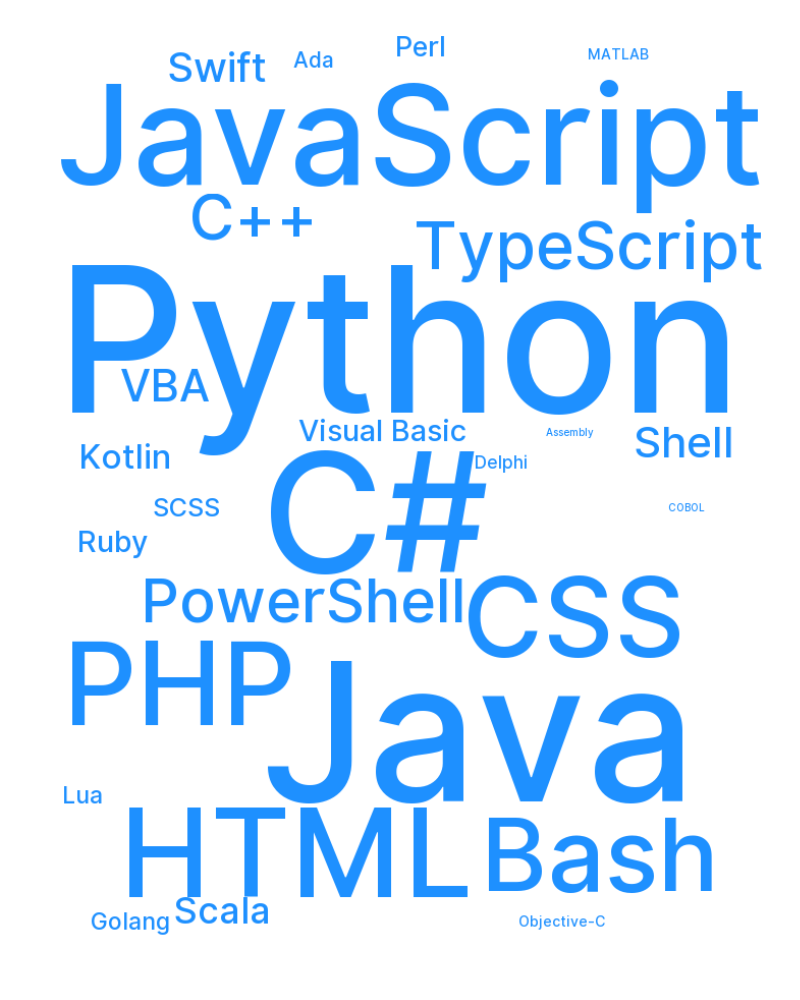 Perl
Swift
Ada
MATLAB
JavaScript
C++
TypeScript
Python
VBA
Visual Basic
Assembly
Shell
Kotlin
Delphi
C#
SCSS
COBOL
Ruby
PowerShell
CSS
PHP
Java
Lua
HTML
Bash
Scala
Golang
Objective-C